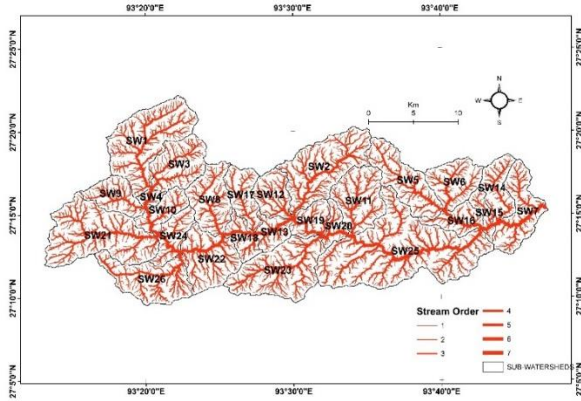 93°20'0"E 93°30'0"E 93°40'0"E
27°25'0"N 27°25'0"N
N
W E
S
Km
0 5 10
27°20'0"N 27°20'0"N
SW1
SW3 SW2
SW5 SW6 SW14
SW9 SW4 SW8 SW17 SW12 SW11
SW10 SW16 SW15 SW7
27°15'0"N 27°15'0"N
SW21 SW24 SW18 SW13 SW19 SW20
SW22 SW25
SW26 SW23
27°10'0"N 27°10'0"N
Stream Order
1 4
2 5
3 6
7
SUB-WATERSHEDS
27°5'0"N 27°5'0"N
93°20'0"E 93°30'0"E 93°40'0"E